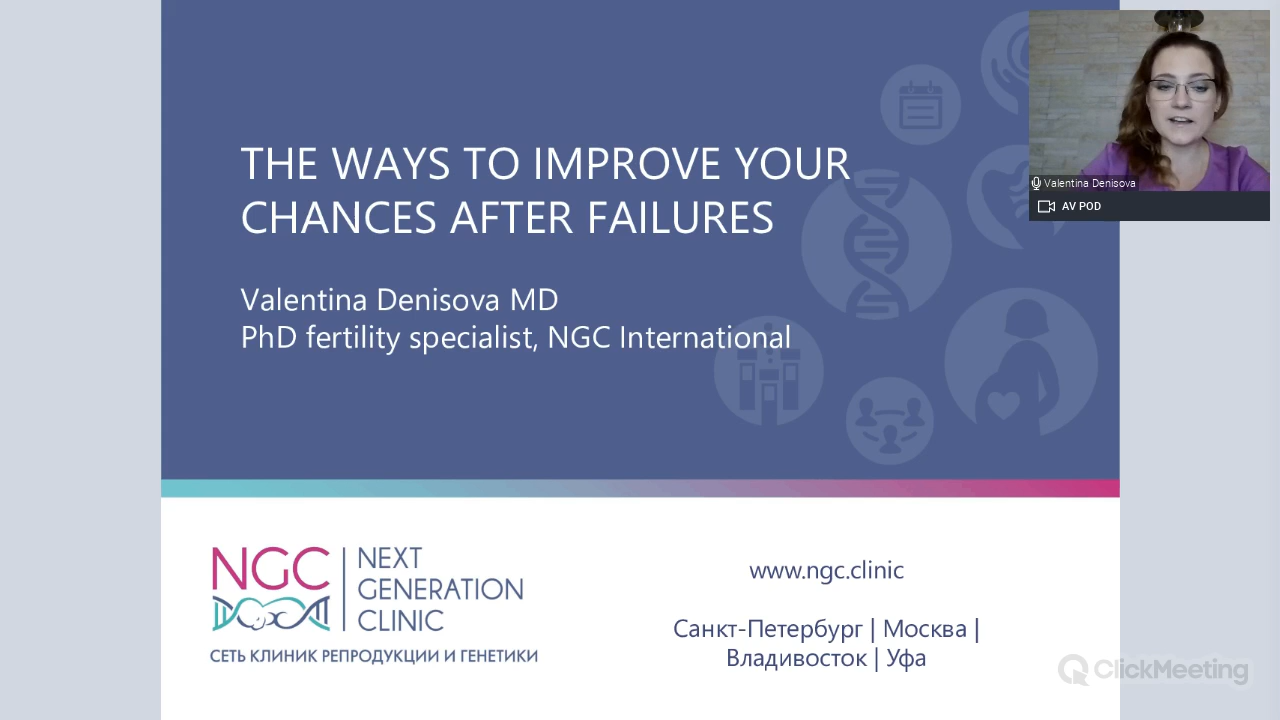 THE WAYS TO IMPROVE YOUR
CHANCES AFTER FAILURES
Valentina Denisova MD
PhD fertility specialist, NGC International
Valentina Denisova
AV POD
NGC
NEXT
GENERATION
CLINIC
СЕТЬ КЛИНИК РЕПРОДУКЦИИ И ГЕНЕТИКИ
www.ngc.clinic
Санкт-Петербург | Москва |
Владивосток | Уфа
ClickMeeting